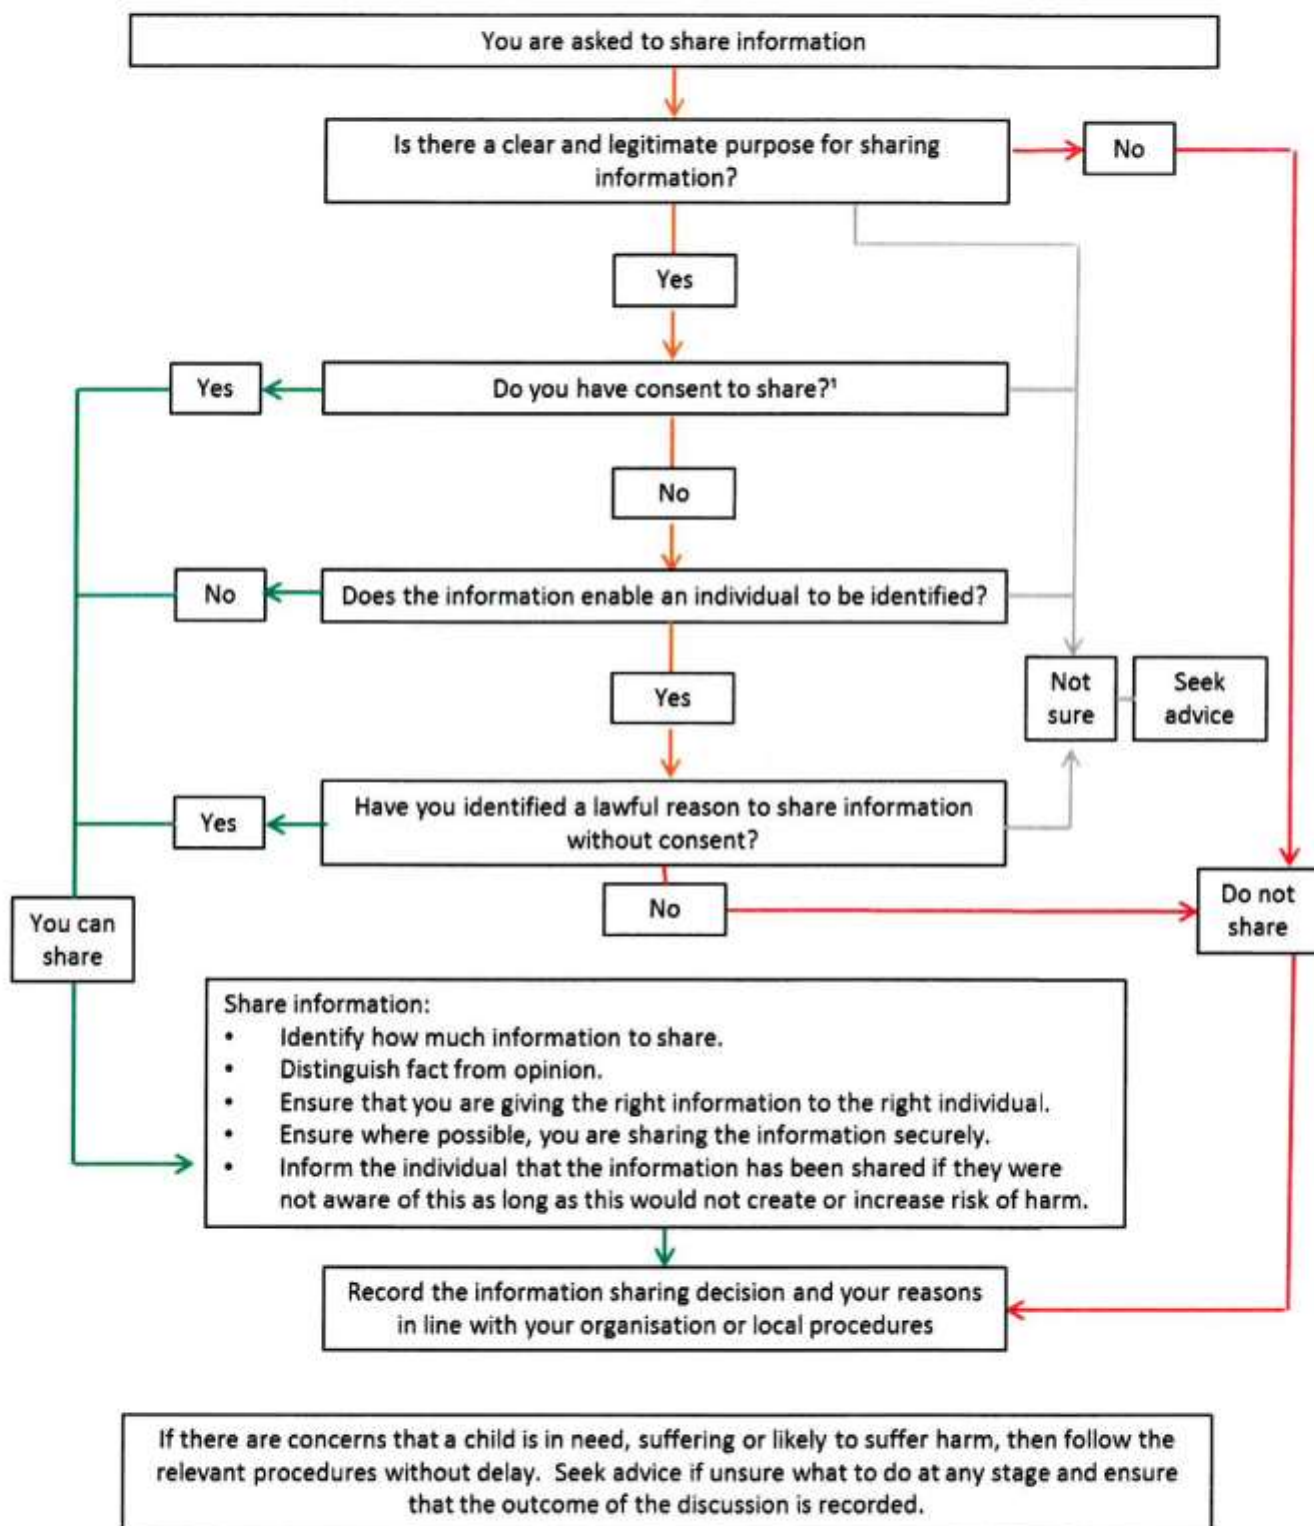 You are asked to share information
Is there a clear and legitimate purpose for sharing
information?
No
Yes
Yes
Do you have consent to share?¹
No
No
Does the information enable an individual to be identified?
Yes
Not
sure
Seek
advice
Yes
Have you identified a lawful reason to share information
without consent?
No
Do not
share
You can
share
Share information:
• Identify how much information to share.
• Distinguish fact from opinion.
• Ensure that you are giving the right information to the right individual.
• Ensure where possible, you are sharing the information securely.
• Inform the individual that the information has been shared if they were
not aware of this as long as this would not create or increase risk of harm.
Record the information sharing decision and your reasons
in line with your organisation or local procedures
If there are concerns that a child is in need, suffering or likely to suffer harm, then follow the
relevant procedures without delay. Seek advice if unsure what to do at any stage and ensure
that the outcome of the discussion is recorded.